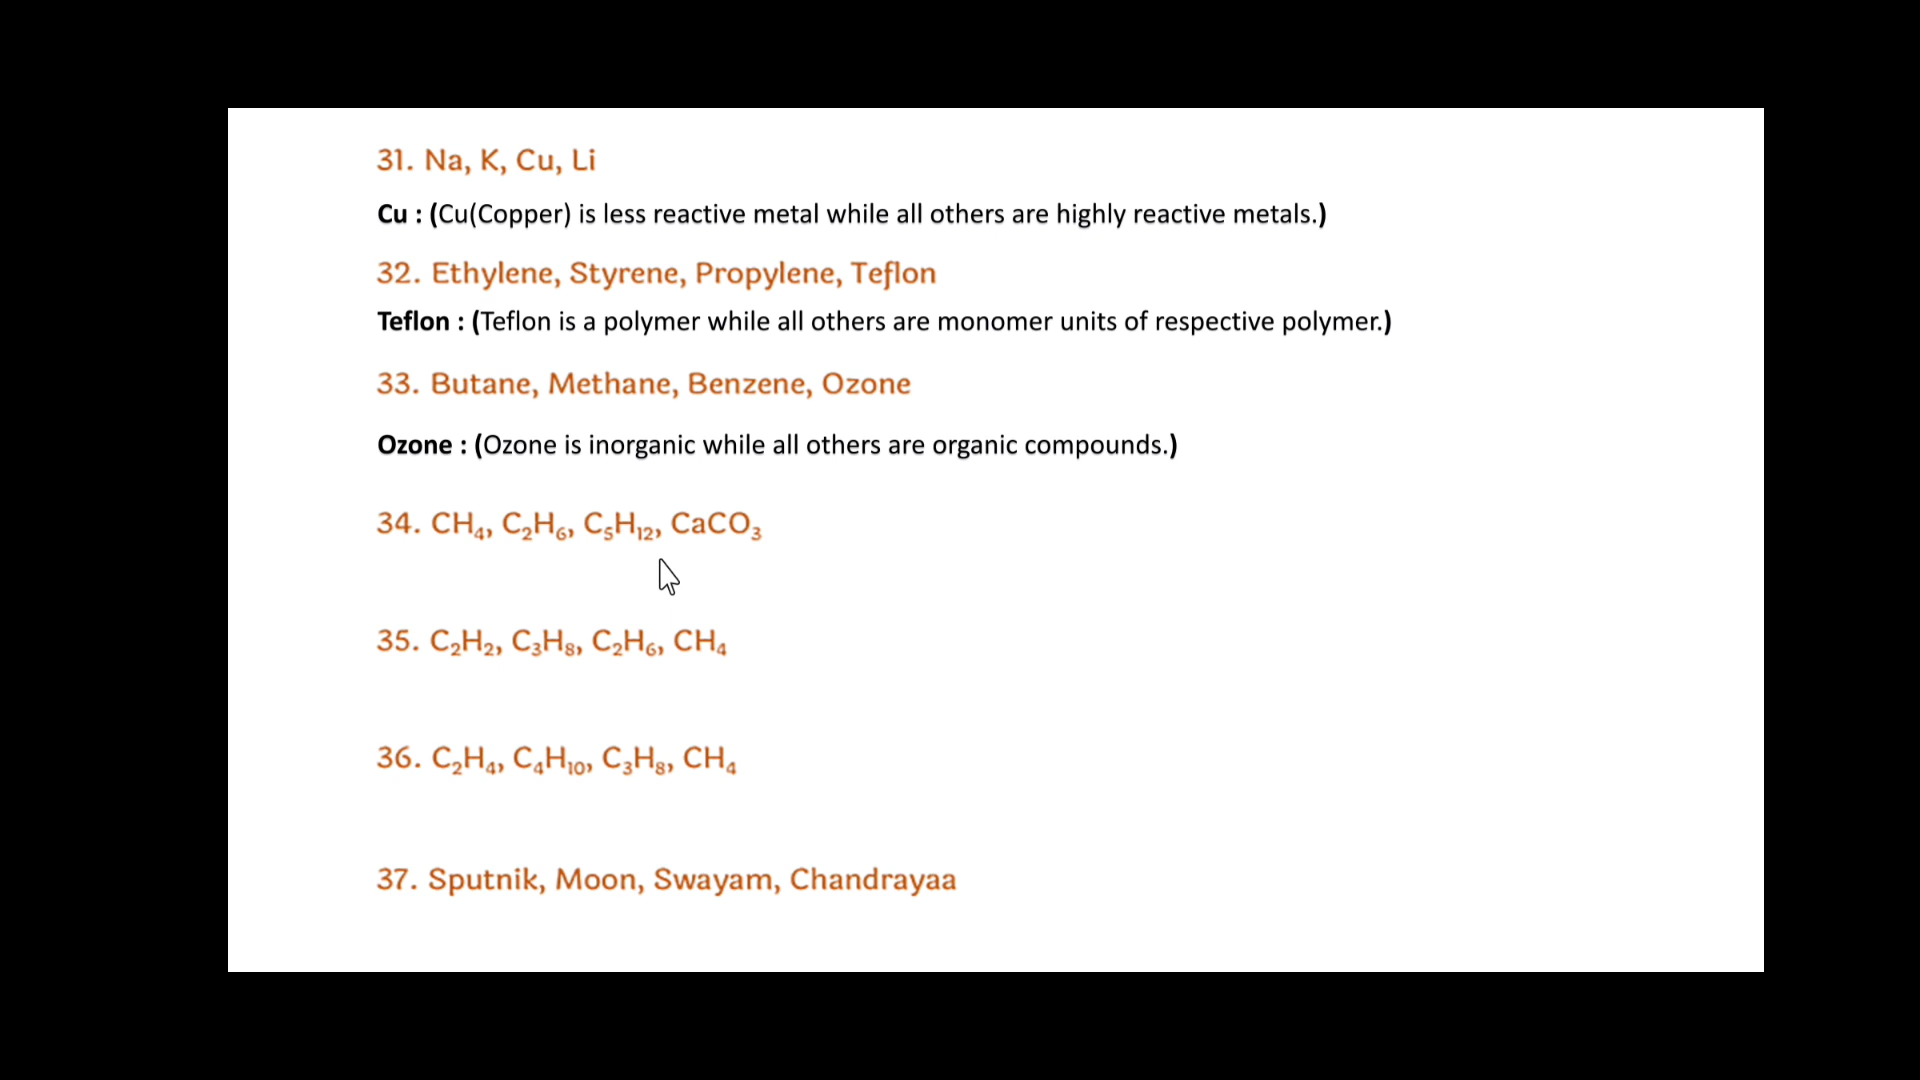 31. Na, K, Cu, Li
Cu : (Cu(Copper) is less reactive metal while all others are highly reactive metals.)
32. Ethylene, Styrene, Propylene, Teflon
Teflon : (Teflon is a polymer while all others are monomer units of respective polymer.)
33. Butane, Methane, Benzene, Ozone
Ozone : (Ozone is inorganic while all others are organic compounds.)
34. CH₄, C₂H₆, C₅H₁₂, CaCO₃
35. C₂H₂, C₃H₈, C₂H₆, CH₄
36. C₂H₄, C₄H₁₀, C₃H₈, CH₄
37. Sputnik, Moon, Swayam, Chandrayaa